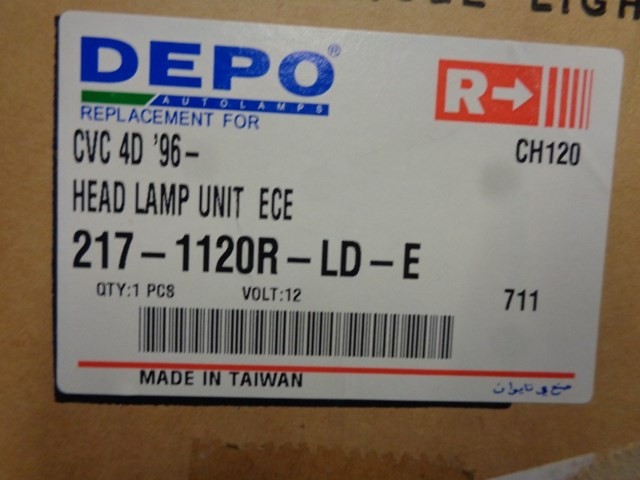 DEPO®
AUTOLAMPS
REPLACEMENT FOR
R→
CVC 4D '96-
CH120
HEAD LAMP UNIT ECE
217-1120R-LD-E
QTY:1 PCS VOLT:12
711
MADE IN TAIWAN
صنع في تايوان